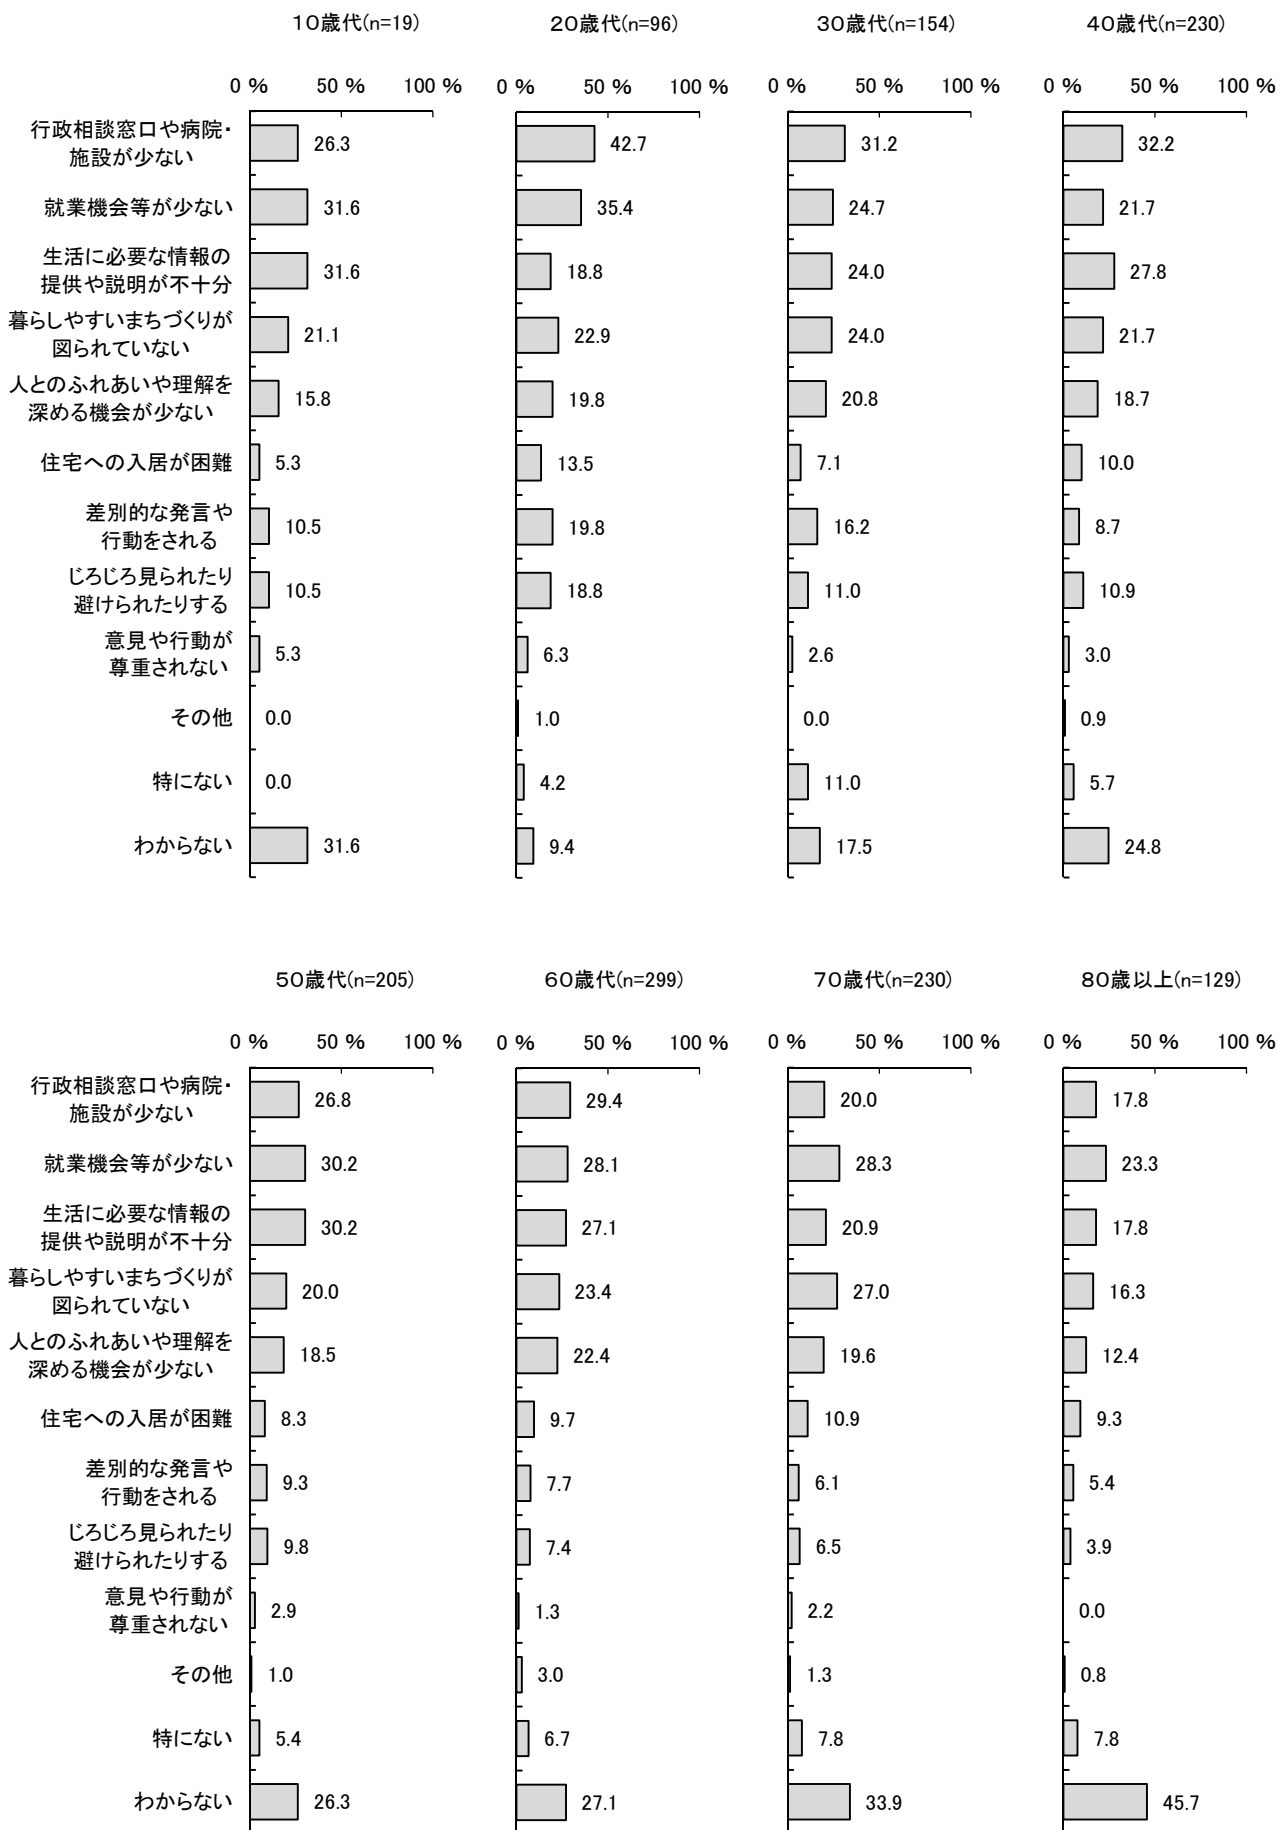 10歳代(n=19) 20歳代(n=96) 30歳代(n=154) 40歳代(n=230)
0 % 50 % 100 % 0 % 50 % 100 % 0 % 50 % 100 % 0 % 50 % 100 %
行政相談窓口や病院・
施設が少ない
26.3 42.7 31.2 32.2
就業機会等が少ない 31.6 35.4 24.7 21.7
生活に必要な情報の
提供や説明が不十分
31.6 18.8 24.0 27.8
暮らしやすいまちづくりが
図られていない
21.1 22.9 24.0 21.7
人とのふれあいや理解を
深める機会が少ない
15.8 19.8 20.8 18.7
住宅への入居が困難 5.3 13.5 7.1 10.0
差別的な発言や
行動をされる
10.5 19.8 16.2 8.7
じろじろ見られたり
避けられたりする
10.5 18.8 11.0 10.9
意見や行動が
尊重されない
5.3 6.3 2.6 3.0
その他 0.0 1.0 0.0 0.9
特にない 0.0 4.2 11.0 5.7
わからない 31.6 9.4 17.5 24.8
50歳代(n=205) 60歳代(n=299) 70歳代(n=230) 80歳以上(n=129)
0 % 50 % 100 % 0 % 50 % 100 % 0 % 50 % 100 % 0 % 50 % 100 %
行政相談窓口や病院・
施設が少ない
26.8 29.4 20.0 17.8
就業機会等が少ない 30.2 28.1 28.3 23.3
生活に必要な情報の
提供や説明が不十分
30.2 27.1 20.9 17.8
暮らしやすいまちづくりが
図られていない
20.0 23.4 27.0 16.3
人とのふれあいや理解を
深める機会が少ない
18.5 22.4 19.6 12.4
住宅への入居が困難 8.3 9.7 10.9 9.3
差別的な発言や
行動をされる
9.3 7.7 6.1 5.4
じろじろ見られたり
避けられたりする
9.8 7.4 6.5 3.9
意見や行動が
尊重されない
2.9 1.3 2.2 0.0
その他 1.0 3.0 1.3 0.8
特にない 5.4 6.7 7.8 7.8
わからない 26.3 27.1 33.9 45.7